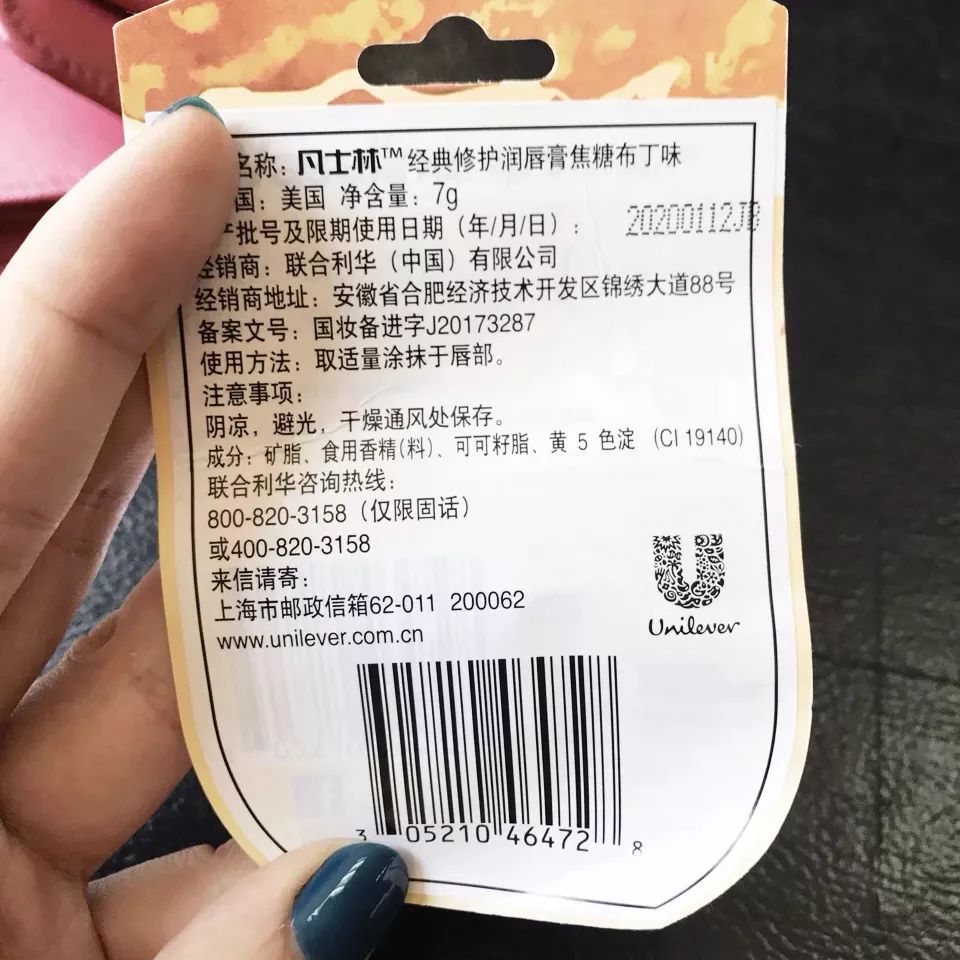 名称：凡士林™经典修护润唇膏焦糖布丁味
国：美国 净含量：7g
产批号及限期使用日期（年/月/日）： 20200112JB
经销商：联合利华（中国）有限公司
经销商地址：安徽省合肥经济技术开发区锦绣大道88号
备案文号：国妆备进字J20173287
使用方法：取适量涂抹于唇部。
注意事项：
阴凉，避光，干燥通风处保存。
成分：矿脂、食用香精(料)、可可籽脂、黄 5 色淀 (CI 19140)
联合利华咨询热线：
800-820-3158（仅限固话）
或400-820-3158
来信请寄：
上海市邮政信箱62-011 200062
www.unilever.com.cn
Unilever
3 05210 46472 8